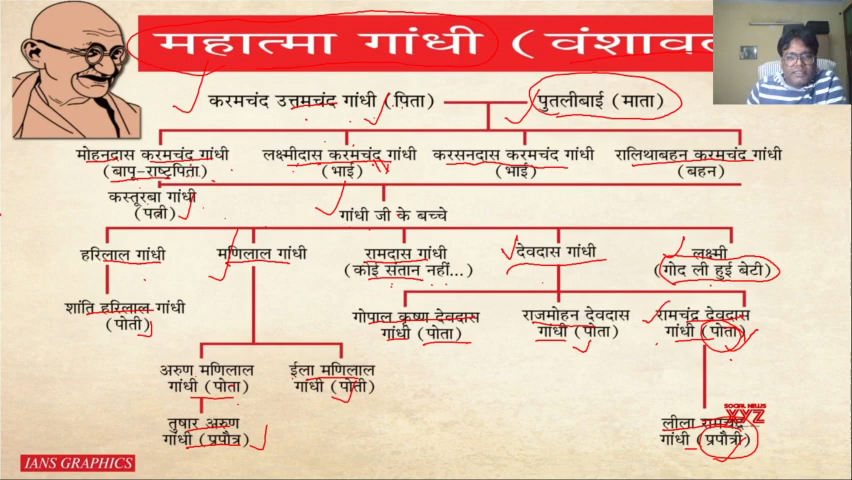 महात्मा गांधी ( वंशावल
करमचंद उत्तमचंद गांधी (पिता) पुतलीबाई (माता)
मोहनदास करमचंद गांधी लक्ष्मीदास करमचंद गांधी करसनदास करमचंद गांधी रालिथाबहन करमचंद गांधी
(बापू-राष्ट्रपिता) (भाई) (भाई) (बहन)
कस्तूरबा गांधी
(पत्नी)
गांधी जी के बच्चे
हरिलाल गांधी मणिलाल गांधी रामदास गांधी देवदास गांधी लक्ष्मी
(कोई संतान नहीं...) (गोद ली हुई बेटी)
शांति हरिलाल गांधी गोपाल कृष्ण देवदास राजमोहन देवदास रामचंद्र देवदास
(पोती) गांधी (पोता) गांधी (पोता) गांधी (पोता)
अरुण मणिलाल ईला मणिलाल
गांधी (पोता) गांधी (पोती)
तुषार अरुण लीला रामचंद्र
गांधी (प्रपौत्र) गांधी (प्रपौत्री)
SOCIAL NEWS
XYZ
IANS GRAPHICS